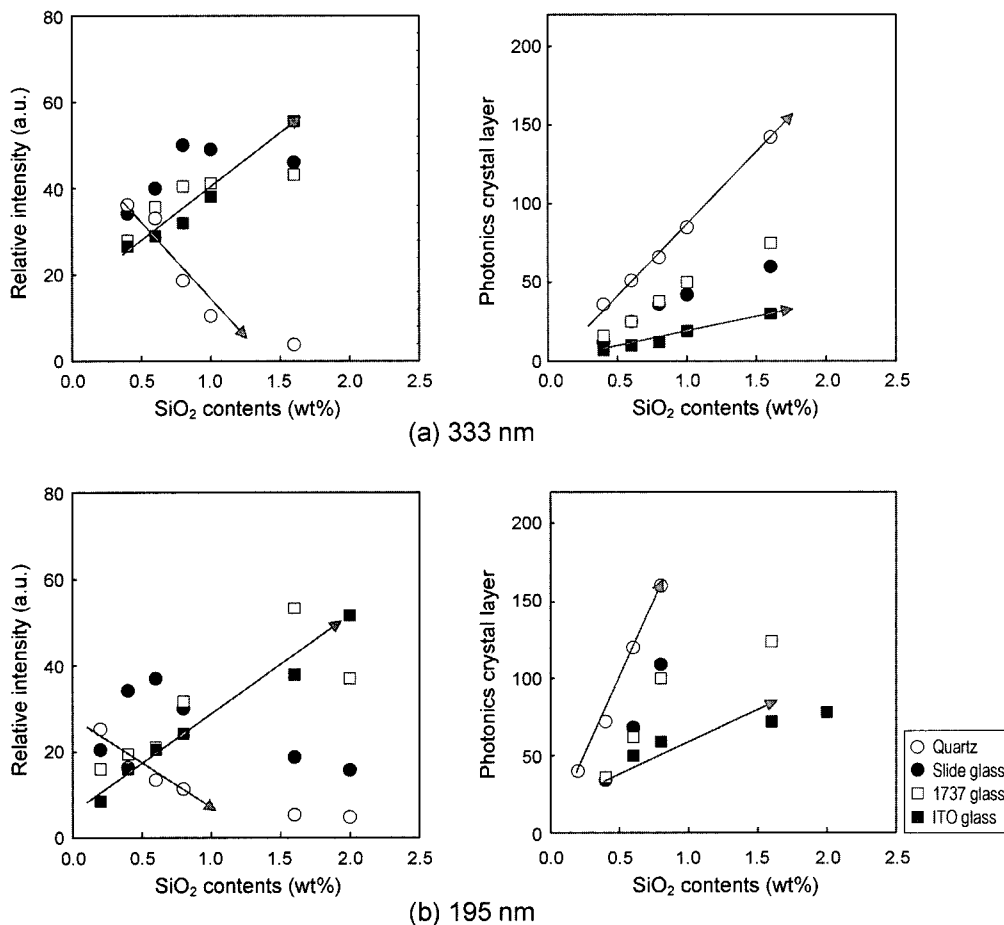 80
60
40
20
0
Relative intensity (a.u.)
0.0 0.5 1.0 1.5 2.0 2.5
SiO2 contents (wt%)
200
150
100
50
0
Photonics crystal layer
0.0 0.5 1.0 1.5 2.0 2.5
SiO2 contents (wt%)
(a) 333 nm
80
60
40
20
0
Relative intensity (a.u.)
0.0 0.5 1.0 1.5 2.0 2.5
SiO2 contents (wt%)
200
150
100
50
0
Photonics crystal layer
0.0 0.5 1.0 1.5 2.0 2.5
SiO2 contents (wt%)
Quartz
Slide glass
1737 glass
ITO glass
(b) 195 nm